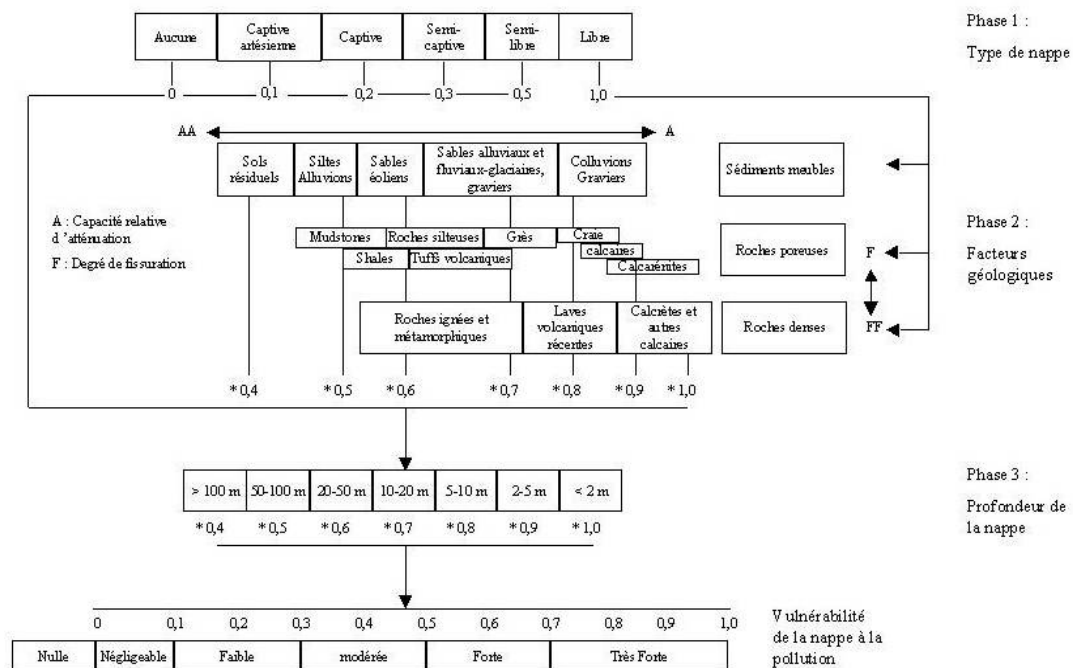 Phase 1 :
Type de nappe
Aucune
Captive
artésienne
Captive
Semi-
captive
Semi-
libre
Libre
0
0,1
0,2
0,3
0,5
1,0
AA
A
Sols
résiduels
Siltes
Alluvions
Sables
éoliens
Sables alluviaux et
fluviaux-glaciaires,
graviers
Colluvions
Graviers
Sédiments meubles
A : Capacité relative
d 'atténuation
F : Degré de fissuration
Mudstones
Roches silteuses
Grès
Craie
calcaires
Calcarénites
Shales
Tuffs volcaniques
Roches poreuses
F
Phase 2 :
Facteurs
géologiques
Roches ignées et
métamorphiques
Laves
volcaniques
récentes
Calcrètes et
autres
calcaires
Roches denses
FF
* 0,4
* 0,5
* 0,6
* 0,7
* 0,8
* 0,9
* 1,0
Phase 3 :
Profondeur de
la nappe
> 100 m
50-100 m
20-50 m
10-20 m
5-10 m
2-5 m
< 2 m
* 0,4
* 0,5
* 0,6
* 0,7
* 0,8
* 0,9
* 1,0
0
0,1
0,2
0,3
0,4
0,5
0,6
0,7
0,8
0,9
1,0
Nulle
Négligeable
Faible
modérée
Forte
Très Forte
Vulnérabilité
de la nappe à la
pollution